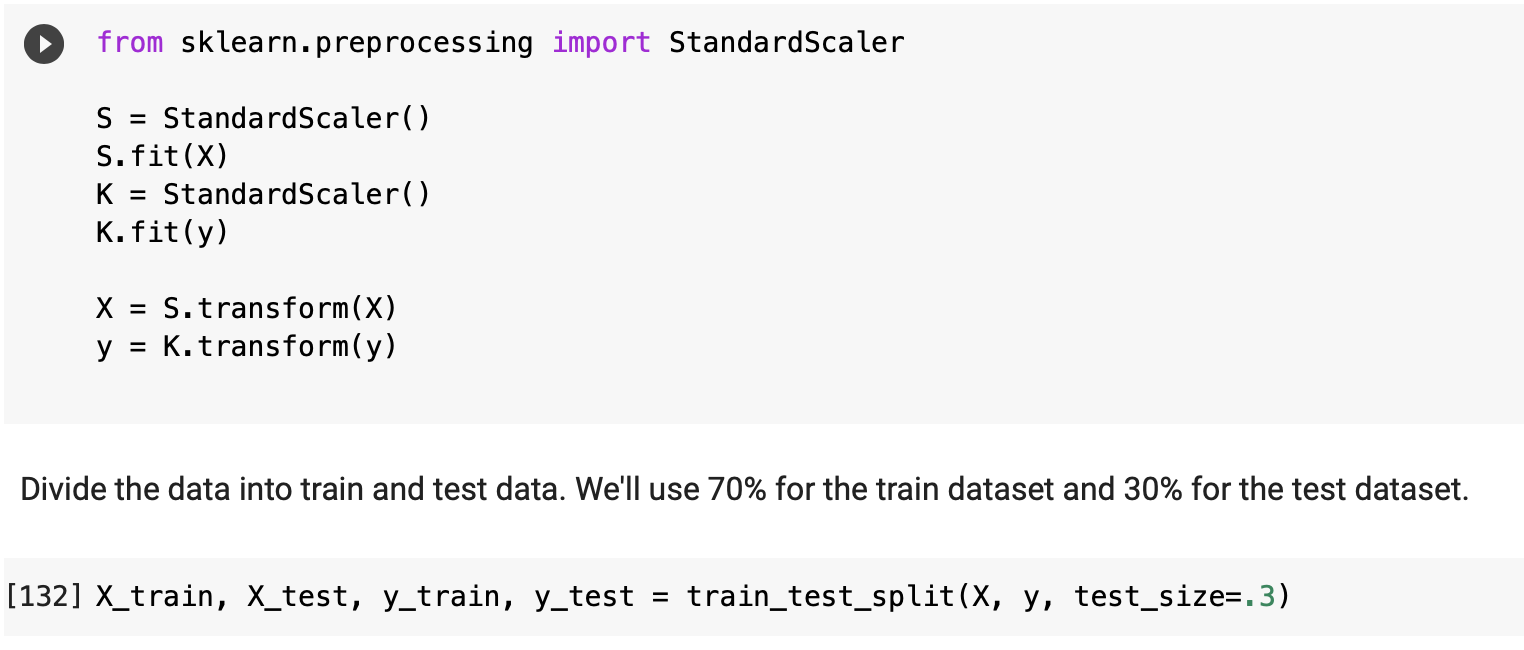 from sklearn.preprocessing import StandardScaler
S = StandardScaler()
S.fit(X)
K = StandardScaler()
K.fit(y)
X = S.transform(X)
y = K.transform(y)
Divide the data into train and test data. We'll use 70% for the train dataset and 30% for the test dataset.
[132] X_train, X_test, y_train, y_test = train_test_split(X, y, test_size=.3)